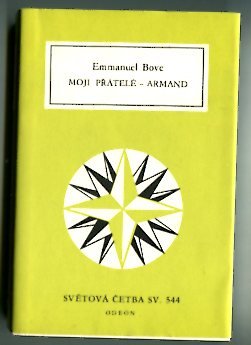 Emmanuel Bove
MOJI PŘÁTELÉ - ARMAND
SVĚTOVÁ ČETBA SV. 544
ODEON